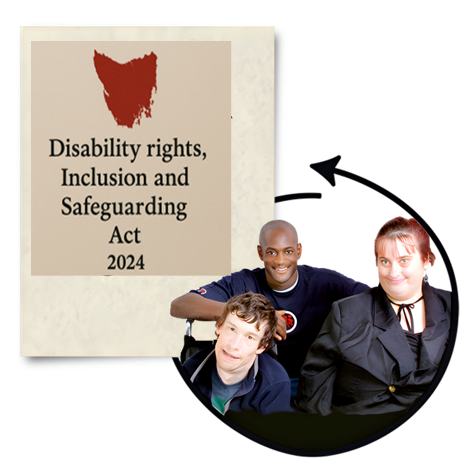 Disability rights,
Inclusion and
Safeguarding
Act
2024